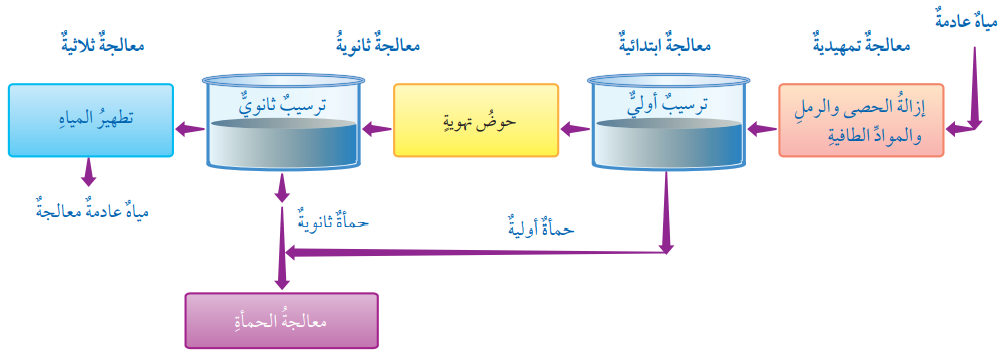 مياهٌ عادمةٌ
معالجةٌ تمهيديةٌ
معالجةٌ ابتدائيةٌ
معالجةٌ ثانويةُ
معالجةٌ ثلاثيةٌ
إزالةُ الحصى والرملِ
والموادِّ الطافيةِ
ترسيبٌ أوليٌّ
حوضُ تهويةٍ
ترسيبٌ ثانويٌّ
تطهيرُ المياهِ
مياهٌ عادمةٌ معالجةٌ
حمأةٌ ثانويةٌ
حمأةٌ أوليةٌ
معالجةُ الحمأةِ